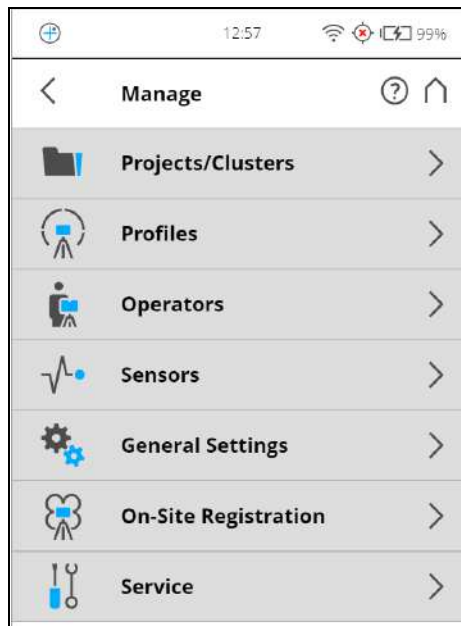 12:57 99%
Manage
Projects/Clusters
Profiles
Operators
Sensors
General Settings
On-Site Registration
Service